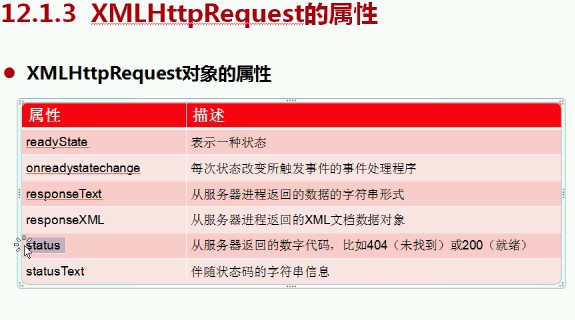 12.1.3 XMLHttpRequest的属性
XMLHttpRequest对象的属性
属性 描述
readyState 表示一种状态
onreadystatechange 每次状态改变所触发事件的事件处理程序
responseText 从服务器进程返回的数据的字符串形式
responseXML 从服务器进程返回的XML文档数据对象
status 从服务器返回的数字代码，比如404（未找到）或200（就绪）
statusText 伴随状态码的字符串信息